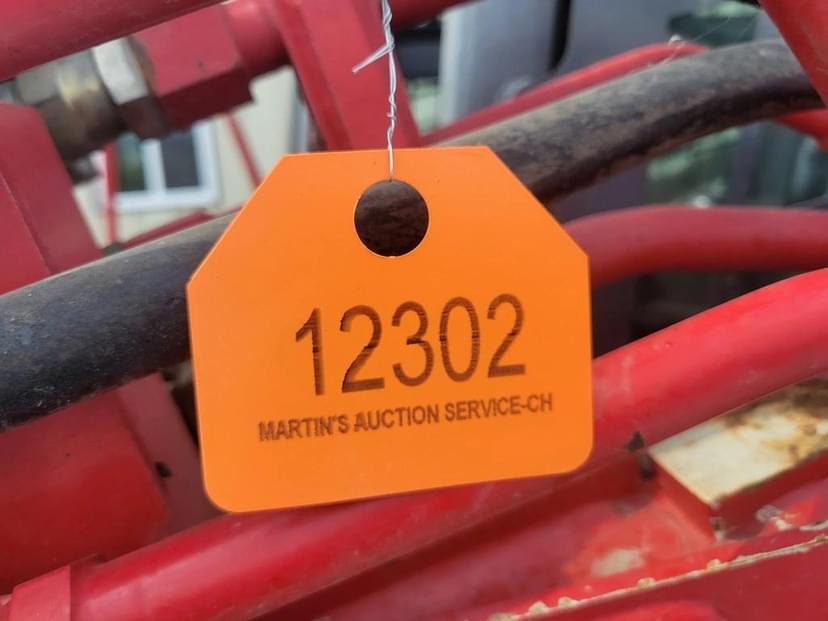 12302
MARTIN'S AUCTION SERVICE-CH